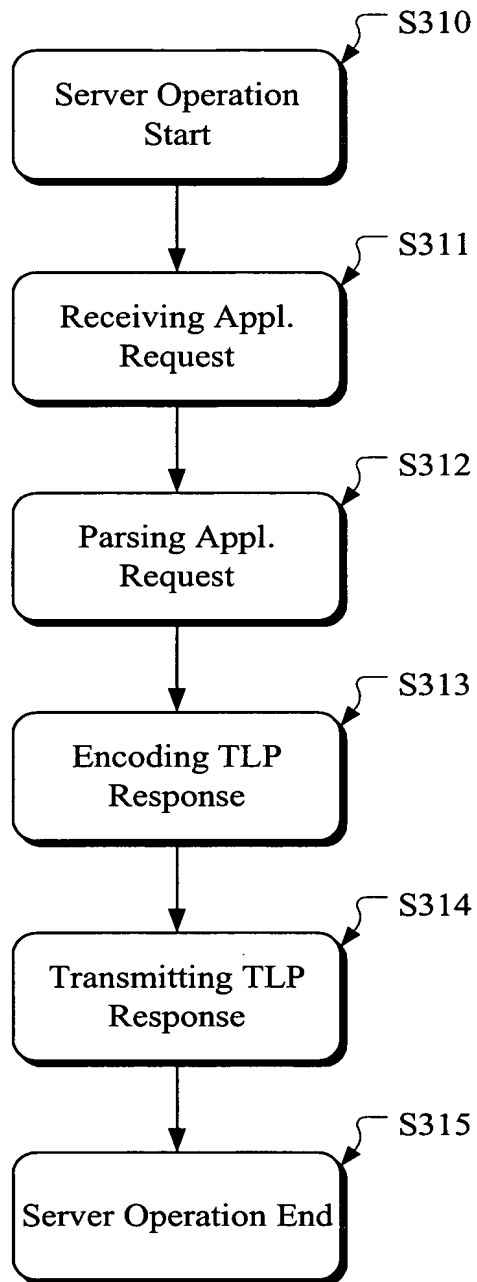 S310
Server Operation
Start
S311
Receiving Appl.
Request
S312
Parsing Appl.
Request
S313
Encoding TLP
Response
S314
Transmitting TLP
Response
S315
Server Operation End